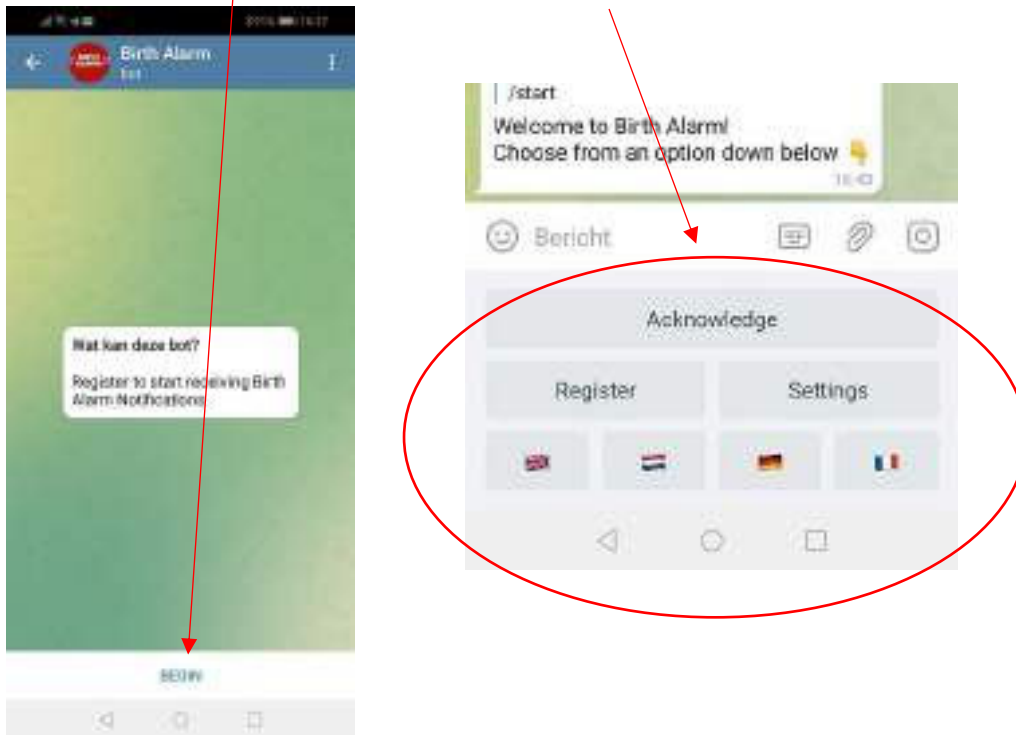 Birth Alarm
bot
Wat kan deze bot?
Register to start receiving Birth
Alarm Notifications
BEGIN
/start
Welcome to Birth Alarm!
Choose from an option down below 👇
Bericht
Acknowledge
Register
Settings